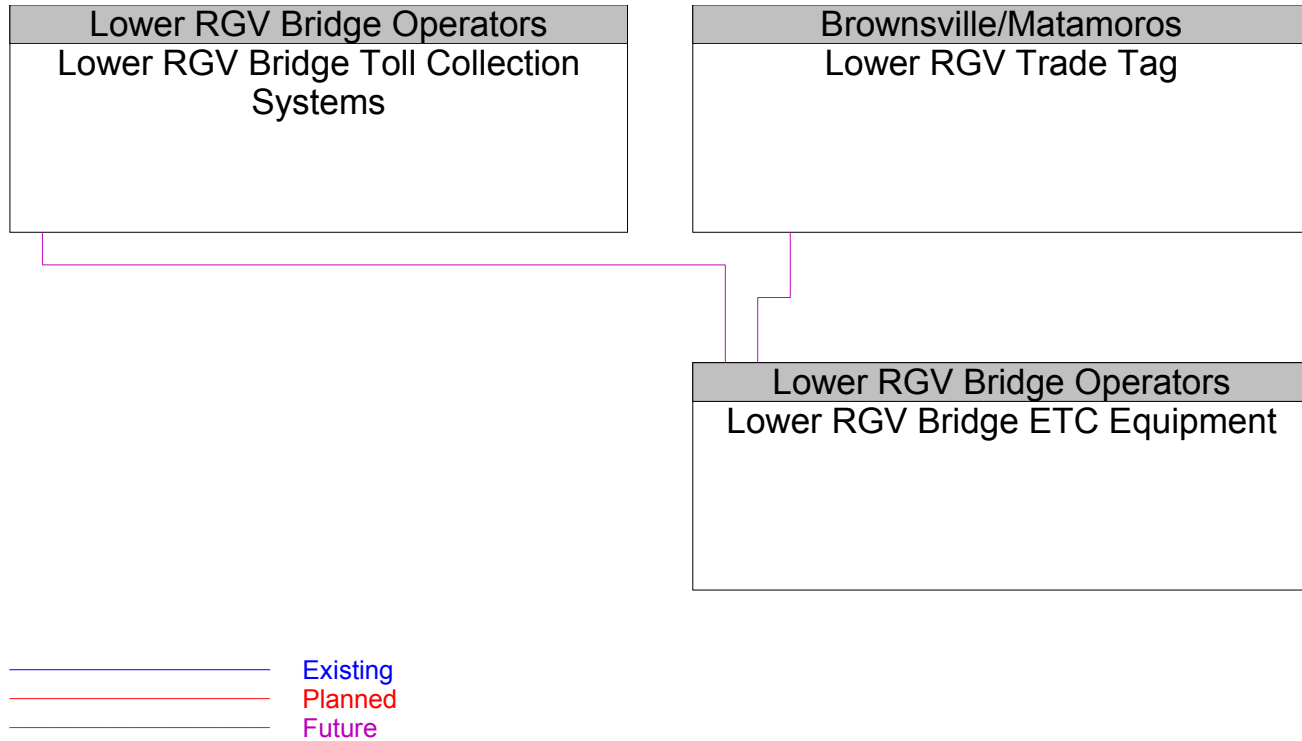 Lower RGV Bridge Operators
Lower RGV Bridge Toll Collection
Systems
Brownsville/Matamoros
Lower RGV Trade Tag
Lower RGV Bridge Operators
Lower RGV Bridge ETC Equipment
Existing
Planned
Future